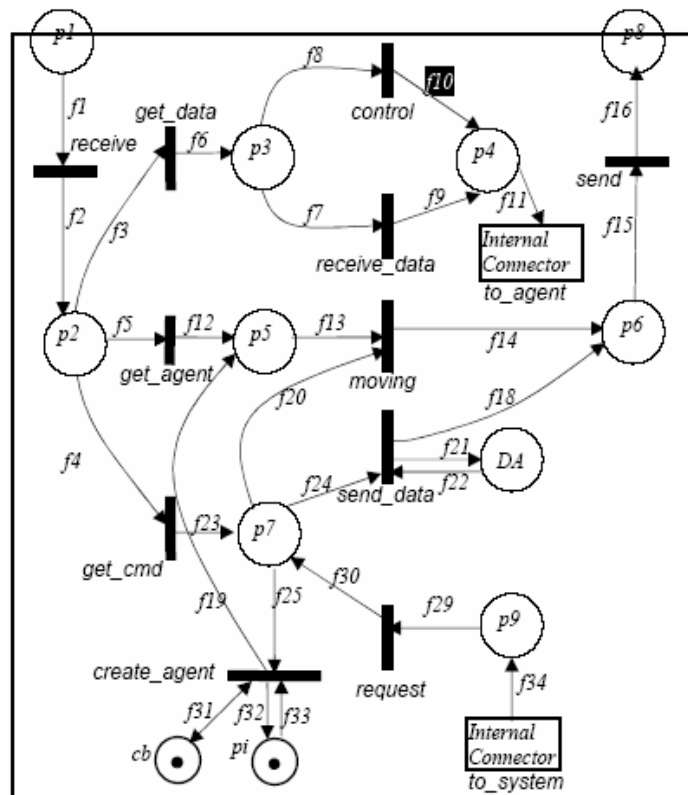 p1
p8
f1
f8
f10
f16
get_data
receive
f6
p3
control
p4
send
f2
f3
f7
f9
f11
f15
receive_data
Internal
Connector
to_agent
p2
f5
f12
p5
f13
f14
p6
get_agent
moving
f20
f18
f4
f21
DA
f24
send_data
f22
f23
p7
get_cmd
f30
f19
f25
f29
p9
create_agent
request
f34
f31
f32
f33
cb
pi
Internal
Connector
to_system